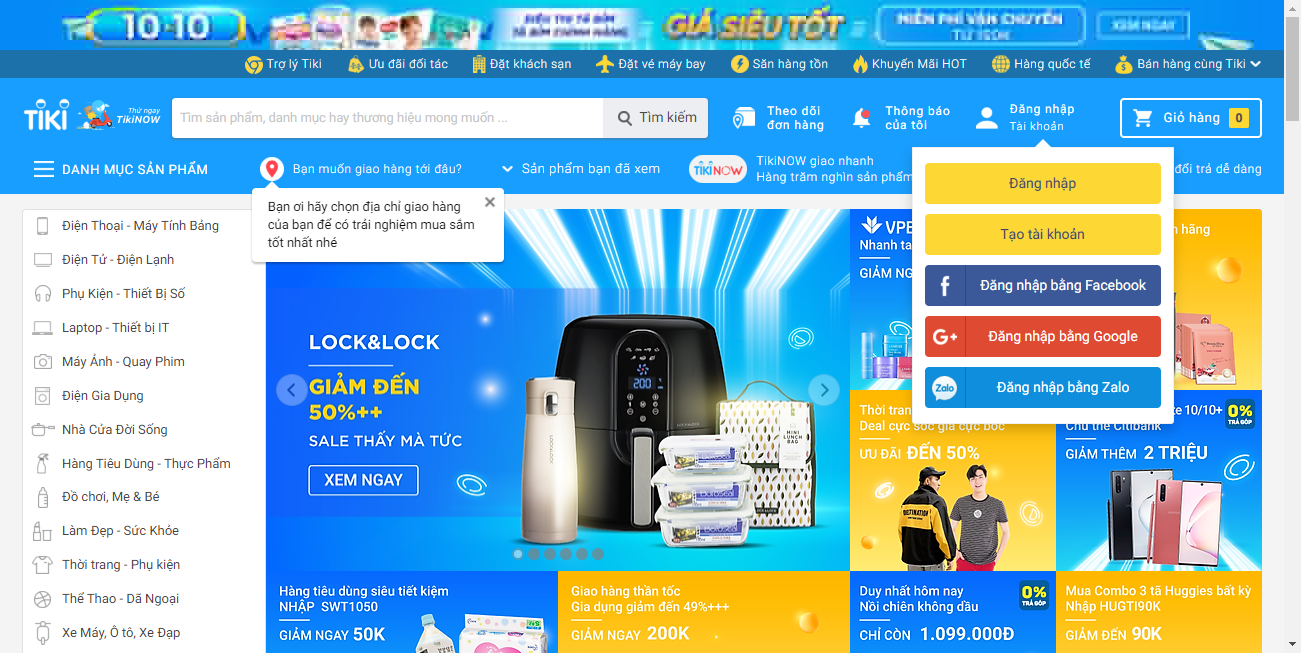 10-10
GIÁ SIÊU TỐT
MIỄN PHÍ VẬN CHUYỂN
TỪ 150K
XEM NGAY
Trợ lý Tiki
Ưu đãi đối tác
Đặt khách sạn
Đặt vé máy bay
Săn hàng tồn
Khuyến Mãi HOT
Hàng quốc tế
Bán hàng cùng Tiki
TIKI
Thử ngay
TikiNOW
Tìm sản phẩm, danh mục hay thương hiệu mong muốn ...
Tìm kiếm
Theo dõi
đơn hàng
Thông báo
của tôi
Đăng nhập
Tài khoản
Giỏ hàng 0
DANH MỤC SẢN PHẨM
Bạn muốn giao hàng tới đâu?
Sản phẩm bạn đã xem
TIKI NOW
TikiNOW giao nhanh
Hàng trăm nghìn sản phẩm
đổi trả dễ dàng
Bạn ơi hãy chọn địa chỉ giao hàng
của bạn để có trải nghiệm mua sắm
tốt nhất nhé
Đăng nhập
Tạo tài khoản
Đăng nhập bằng Facebook
G+ Đăng nhập bằng Google
Zalo Đăng nhập bằng Zalo
Điện Thoại - Máy Tính Bảng
Điện Tử - Điện Lạnh
Phụ Kiện - Thiết Bị Số
Laptop - Thiết bị IT
Máy Ảnh - Quay Phim
Điện Gia Dụng
Nhà Cửa Đời Sống
Hàng Tiêu Dùng - Thực Phẩm
Đồ chơi, Mẹ & Bé
Làm Đẹp - Sức Khỏe
Thời trang - Phụ kiện
Thể Thao - Dã Ngoại
Xe Máy, Ô tô, Xe Đạp
LOCK&LOCK
GIẢM ĐẾN
50%++
SALE THẤY MÀ TỨC
XEM NGAY
200
MINI
LUNCH
BAG
VPB
Nhanh ta
GIẢM NG
h hãng
Thời tran
Deal cực sốc giá cực bốc
ƯU ĐÃI ĐẾN 50%
DESTINATION
xe 10/10+
Chủ thẻ Citibank
GIẢM THÊM 2 TRIỆU
0%
TRẢ GÓP
Hàng tiêu dùng siêu tiết kiệm
NHẬP SWT1050
GIẢM NGAY 50K
Giao hàng thần tốc
Gia dụng giảm đến 49%+++
GIẢM NGAY 200K
Duy nhất hôm nay
Nồi chiên không dầu
CHỈ CÒN 1.099.000Đ
0%
TRẢ GÓP
Mua Combo 3 tã Huggies bất kỳ
Nhập HUGTI90K
GIẢM ĐẾN 90K